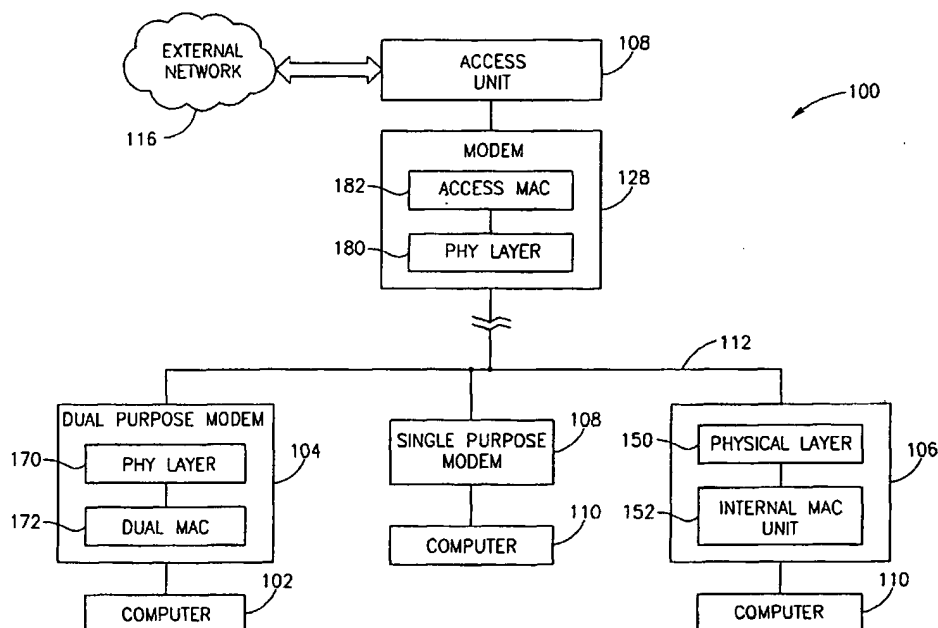 EXTERNAL
NETWORK
116
ACCESS
UNIT
108
100
MODEM
182
ACCESS MAC
128
180
PHY LAYER
112
DUAL PURPOSE MODEM
170
PHY LAYER
104
172
DUAL MAC
COMPUTER
102
SINGLE PURPOSE
MODEM
108
COMPUTER
110
150
PHYSICAL LAYER
106
152
INTERNAL MAC
UNIT
COMPUTER
110